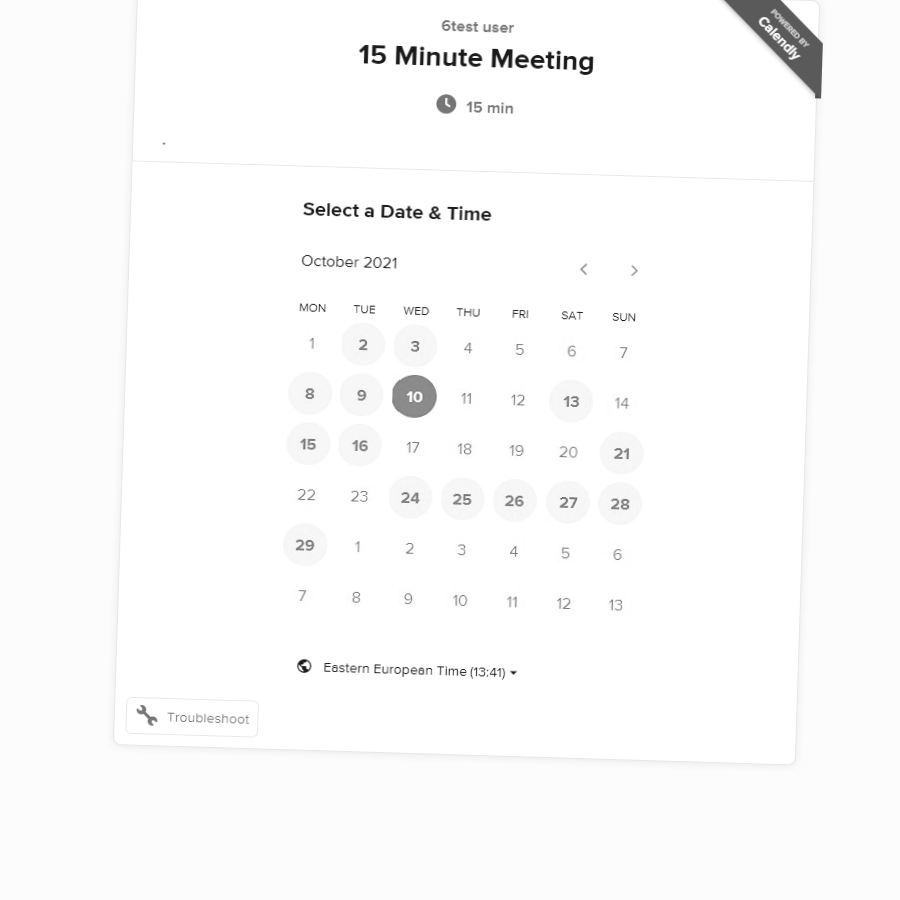 6test user
15 Minute Meeting
15 min
POWERED BY
Calendly
.
Select a Date & Time
October 2021
MON TUE WED THU FRI SAT SUN
1 2 3 4 5 6 7
8 9 10 11 12 13 14
15 16 17 18 19 20 21
22 23 24 25 26 27 28
29 1 2 3 4 5 6
7 8 9 10 11 12 13
Eastern European Time (13:41)
Troubleshoot